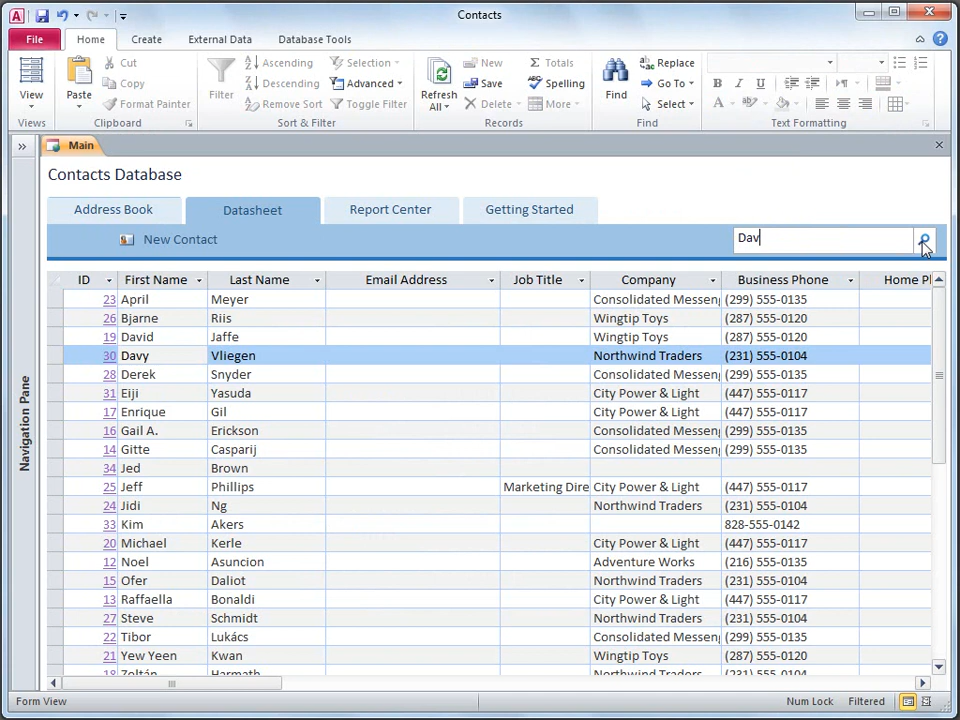 Contacts
File Home Create External Data Database Tools
View Views
Paste Cut Copy Format Painter Clipboard
Filter Ascending Descending Remove Sort Selection Advanced Toggle Filter Sort & Filter
Refresh All New Save Delete Totals Spelling More Records
Find Replace Go To Select Find
B I U A Text Formatting
Main
Contacts Database
Address Book Datasheet Report Center Getting Started
New Contact Dav
Navigation Pane
ID First Name Last Name Email Address Job Title Company Business Phone Home Ph
23 April Meyer Consolidated Messeng (299) 555-0135
26 Bjarne Riis Wingtip Toys (287) 555-0120
19 David Jaffe Wingtip Toys (287) 555-0120
30 Davy Vliegen Northwind Traders (231) 555-0104
28 Derek Snyder Consolidated Messeng (299) 555-0135
31 Eiji Yasuda City Power & Light (447) 555-0117
17 Enrique Gil City Power & Light (447) 555-0117
16 Gail A. Erickson Consolidated Messeng (299) 555-0135
14 Gitte Casparij Consolidated Messeng (299) 555-0135
34 Jed Brown
25 Jeff Phillips Marketing Dire City Power & Light (447) 555-0117
24 Jidi Ng Northwind Traders (231) 555-0104
33 Kim Akers 828-555-0142
20 Michael Kerle City Power & Light (447) 555-0117
12 Noel Asuncion Adventure Works (216) 555-0135
15 Ofer Daliot Northwind Traders (231) 555-0104
13 Raffaella Bonaldi City Power & Light (447) 555-0117
27 Steve Schmidt Northwind Traders (231) 555-0104
22 Tibor Lukács Consolidated Messeng (299) 555-0135
21 Yew Yeen Kwan Wingtip Toys (287) 555-0120
18 Zoltán Harmath
Form View Num Lock Filtered